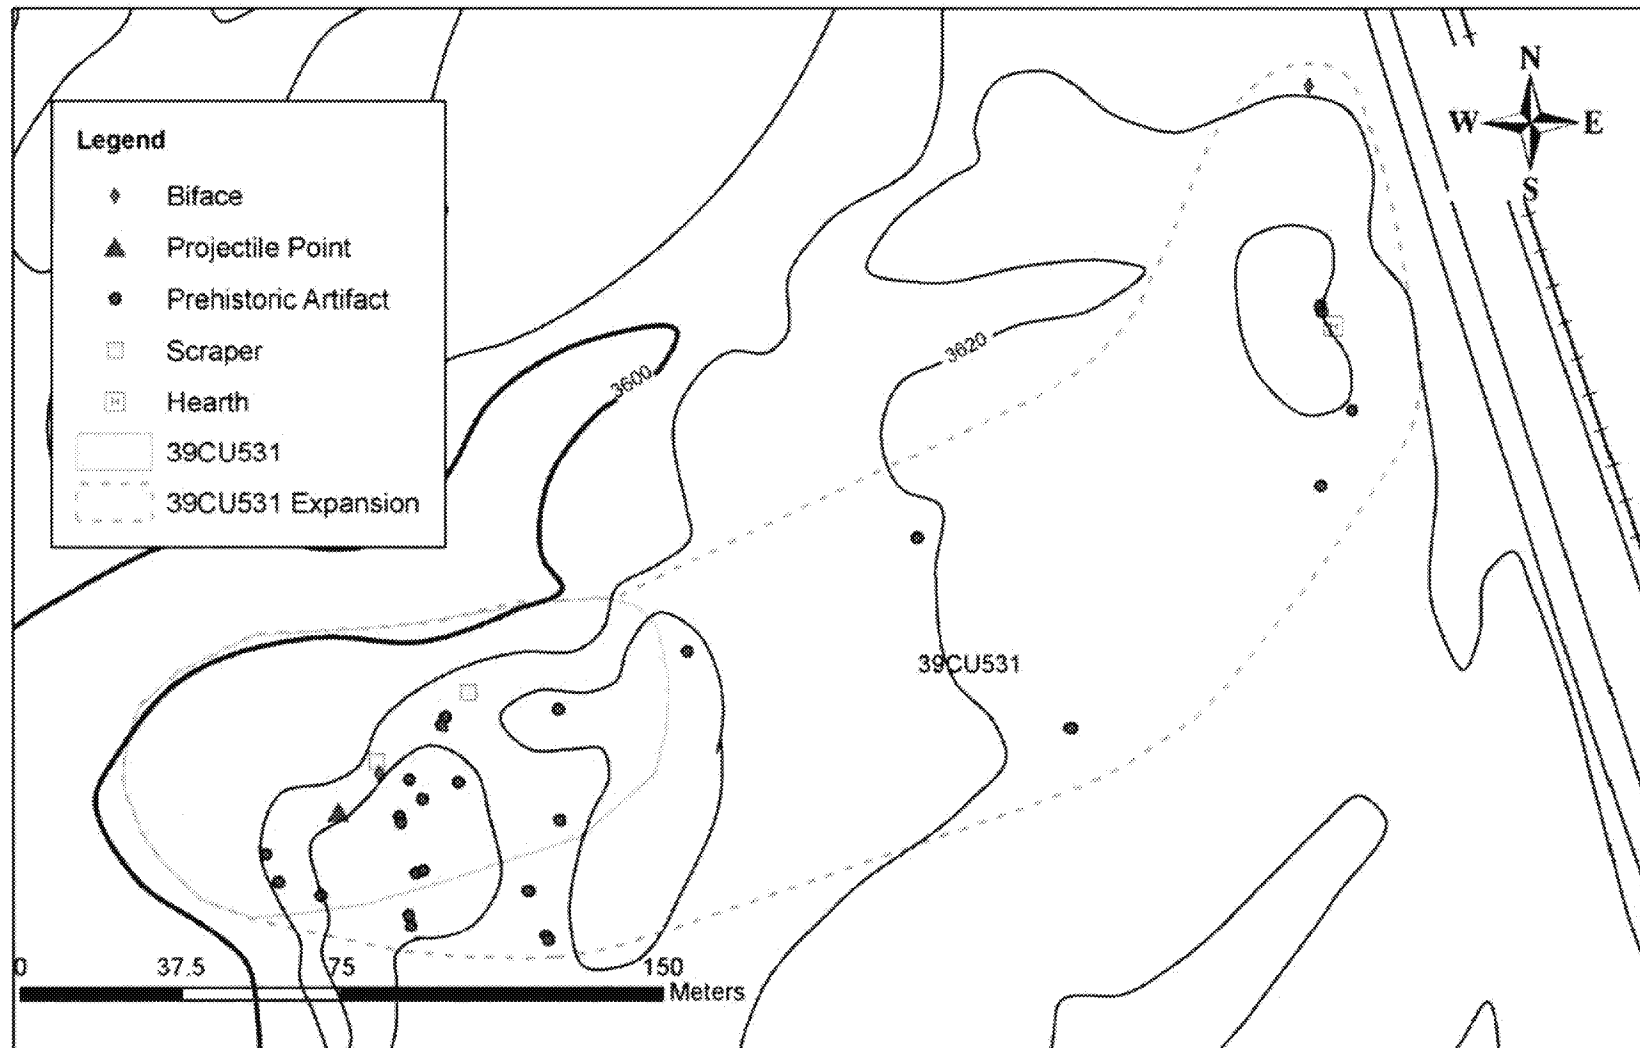 N
W E
S
Legend
Biface
Projectile Point
Prehistoric Artifact
Scraper
H Hearth
39CU531
39CU531 Expansion
3600
3620
H
39CU531
0 37.5 75 150 Meters